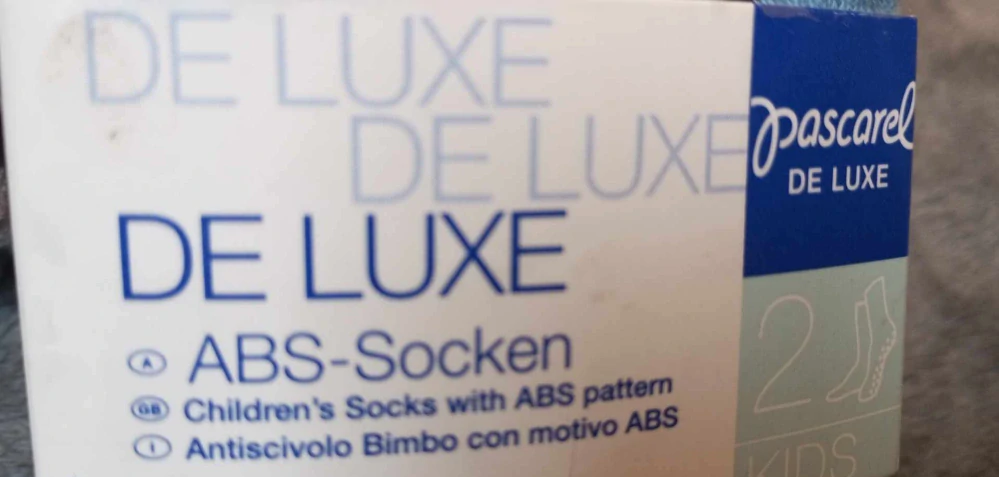 DE LUXE
DE LUXE
DE LUXE
A ABS-Socken
GB Children's Socks with ABS pattern
I Antiscivolo Bimbo con motivo ABS
pascarel
DE LUXE
2
KIDS